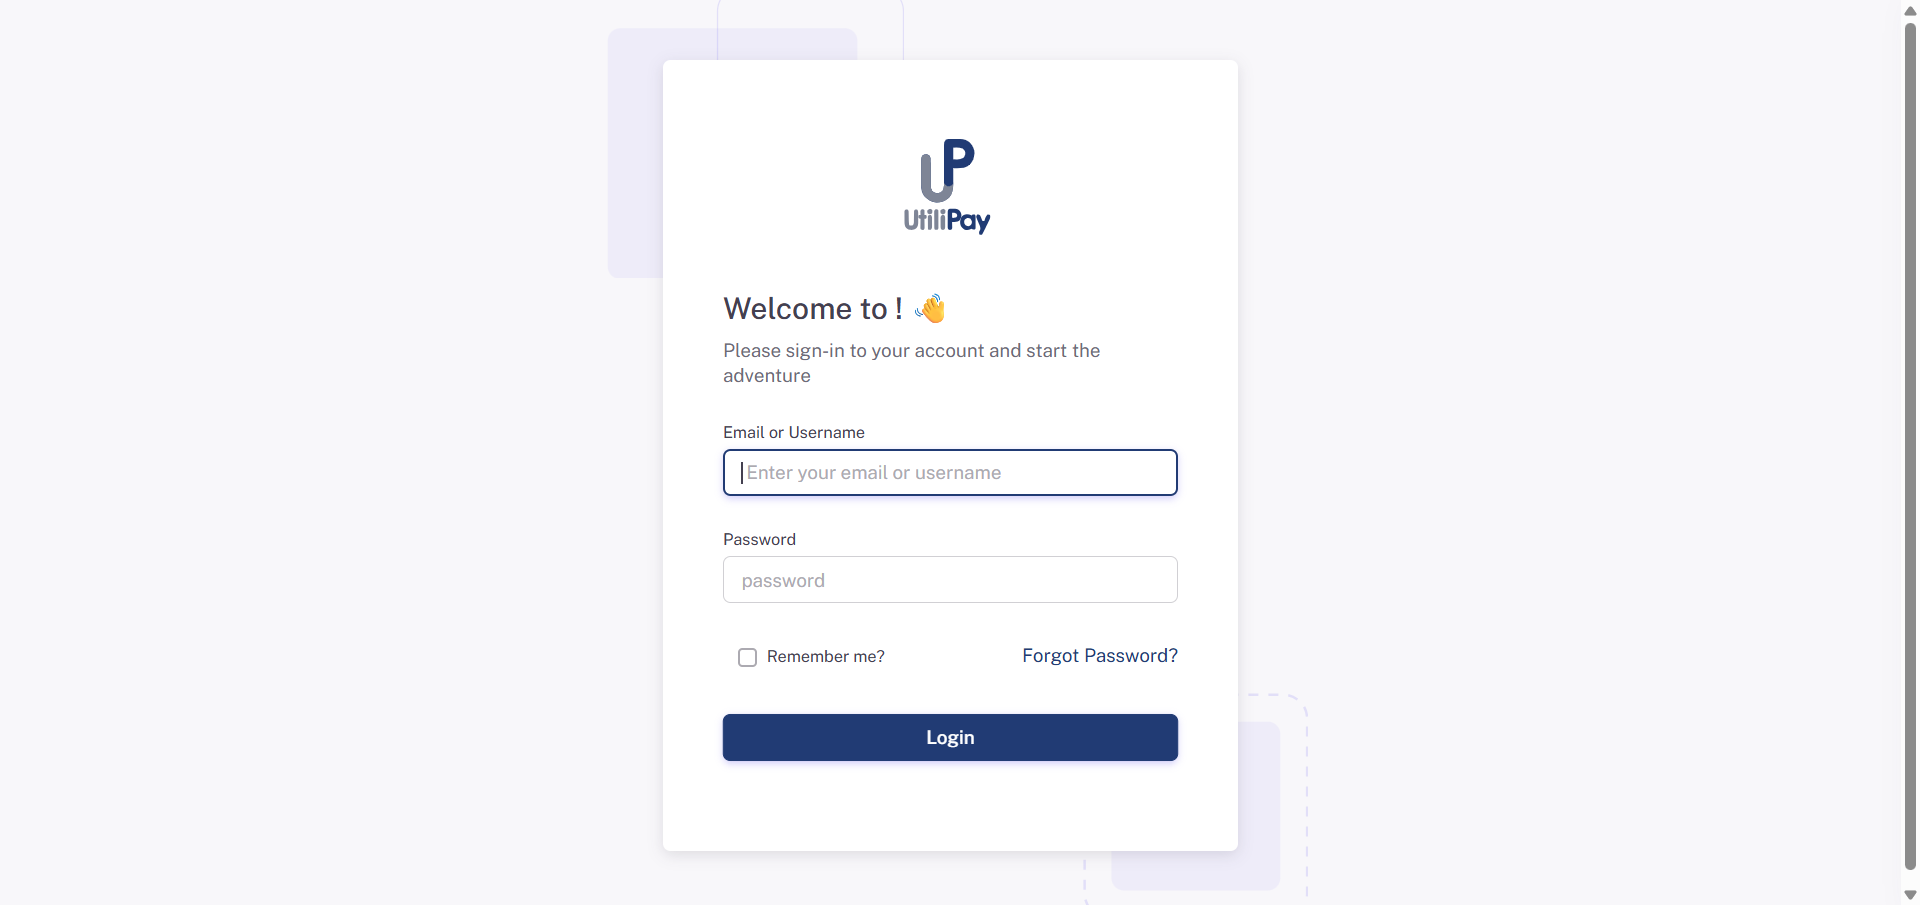 UP
UtiliPay
Welcome to ! 👋
Please sign-in to your account and start the
adventure
Email or Username
Enter your email or username
Password
password
Remember me?
Forgot Password?
Login